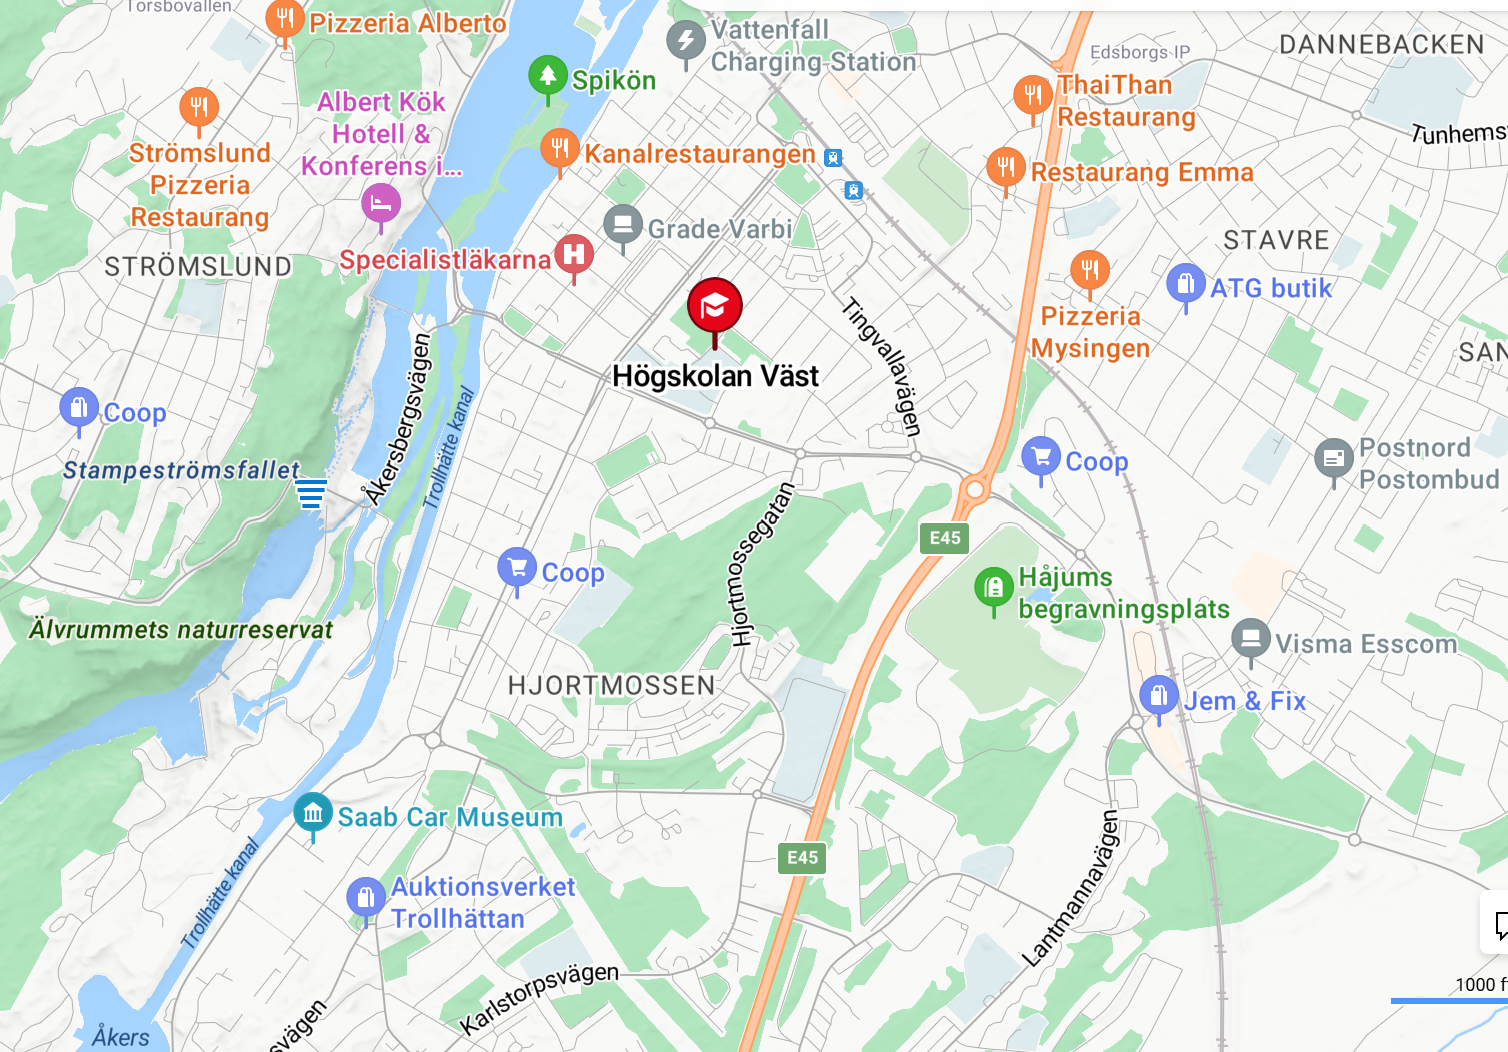 Torsbovallen
Pizzeria Alberto
Vattenfall
Charging Station
Edsborgs IP
DANNEBACKEN
Spikön
ThaiThan
Restaurang
Albert Kök
Hotell &
Konferens i...
Tunhems
Strömslund
Pizzeria
Restaurang
Kanalrestaurangen
Restaurang Emma
Grade Varbi
STAVRE
Specialistläkarna
STRÖMSLUND
ATG butik
Pizzeria
Mysingen
Tingvallavägen
Högskolan Väst
SAN
Åkersbergsvägen
Trollhätte kanal
Coop
Stampeströmsfallet
Coop
Postnord
Postombud
Hjortmossegatan
E45
Coop
Håjums
begravningsplats
Älvrummets naturreservat
Visma Esscom
HJORTMOSSEN
Jem & Fix
Saab Car Museum
E45
Trollhätte kanal
Auktionsverket
Trollhättan
Lantmannavägen
Karlstorpsvägen
svägen
1000 f
Åkers